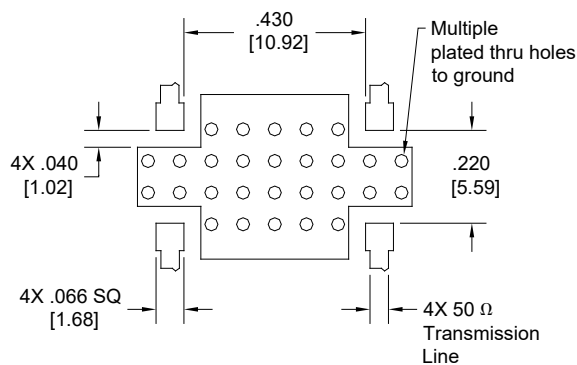 .430
[10.92]
Multiple
plated thru holes
to ground
4X .040
[1.02]
.220
[5.59]
4X .066 SQ
[1.68]
4X 50 Ω
Transmission
Line